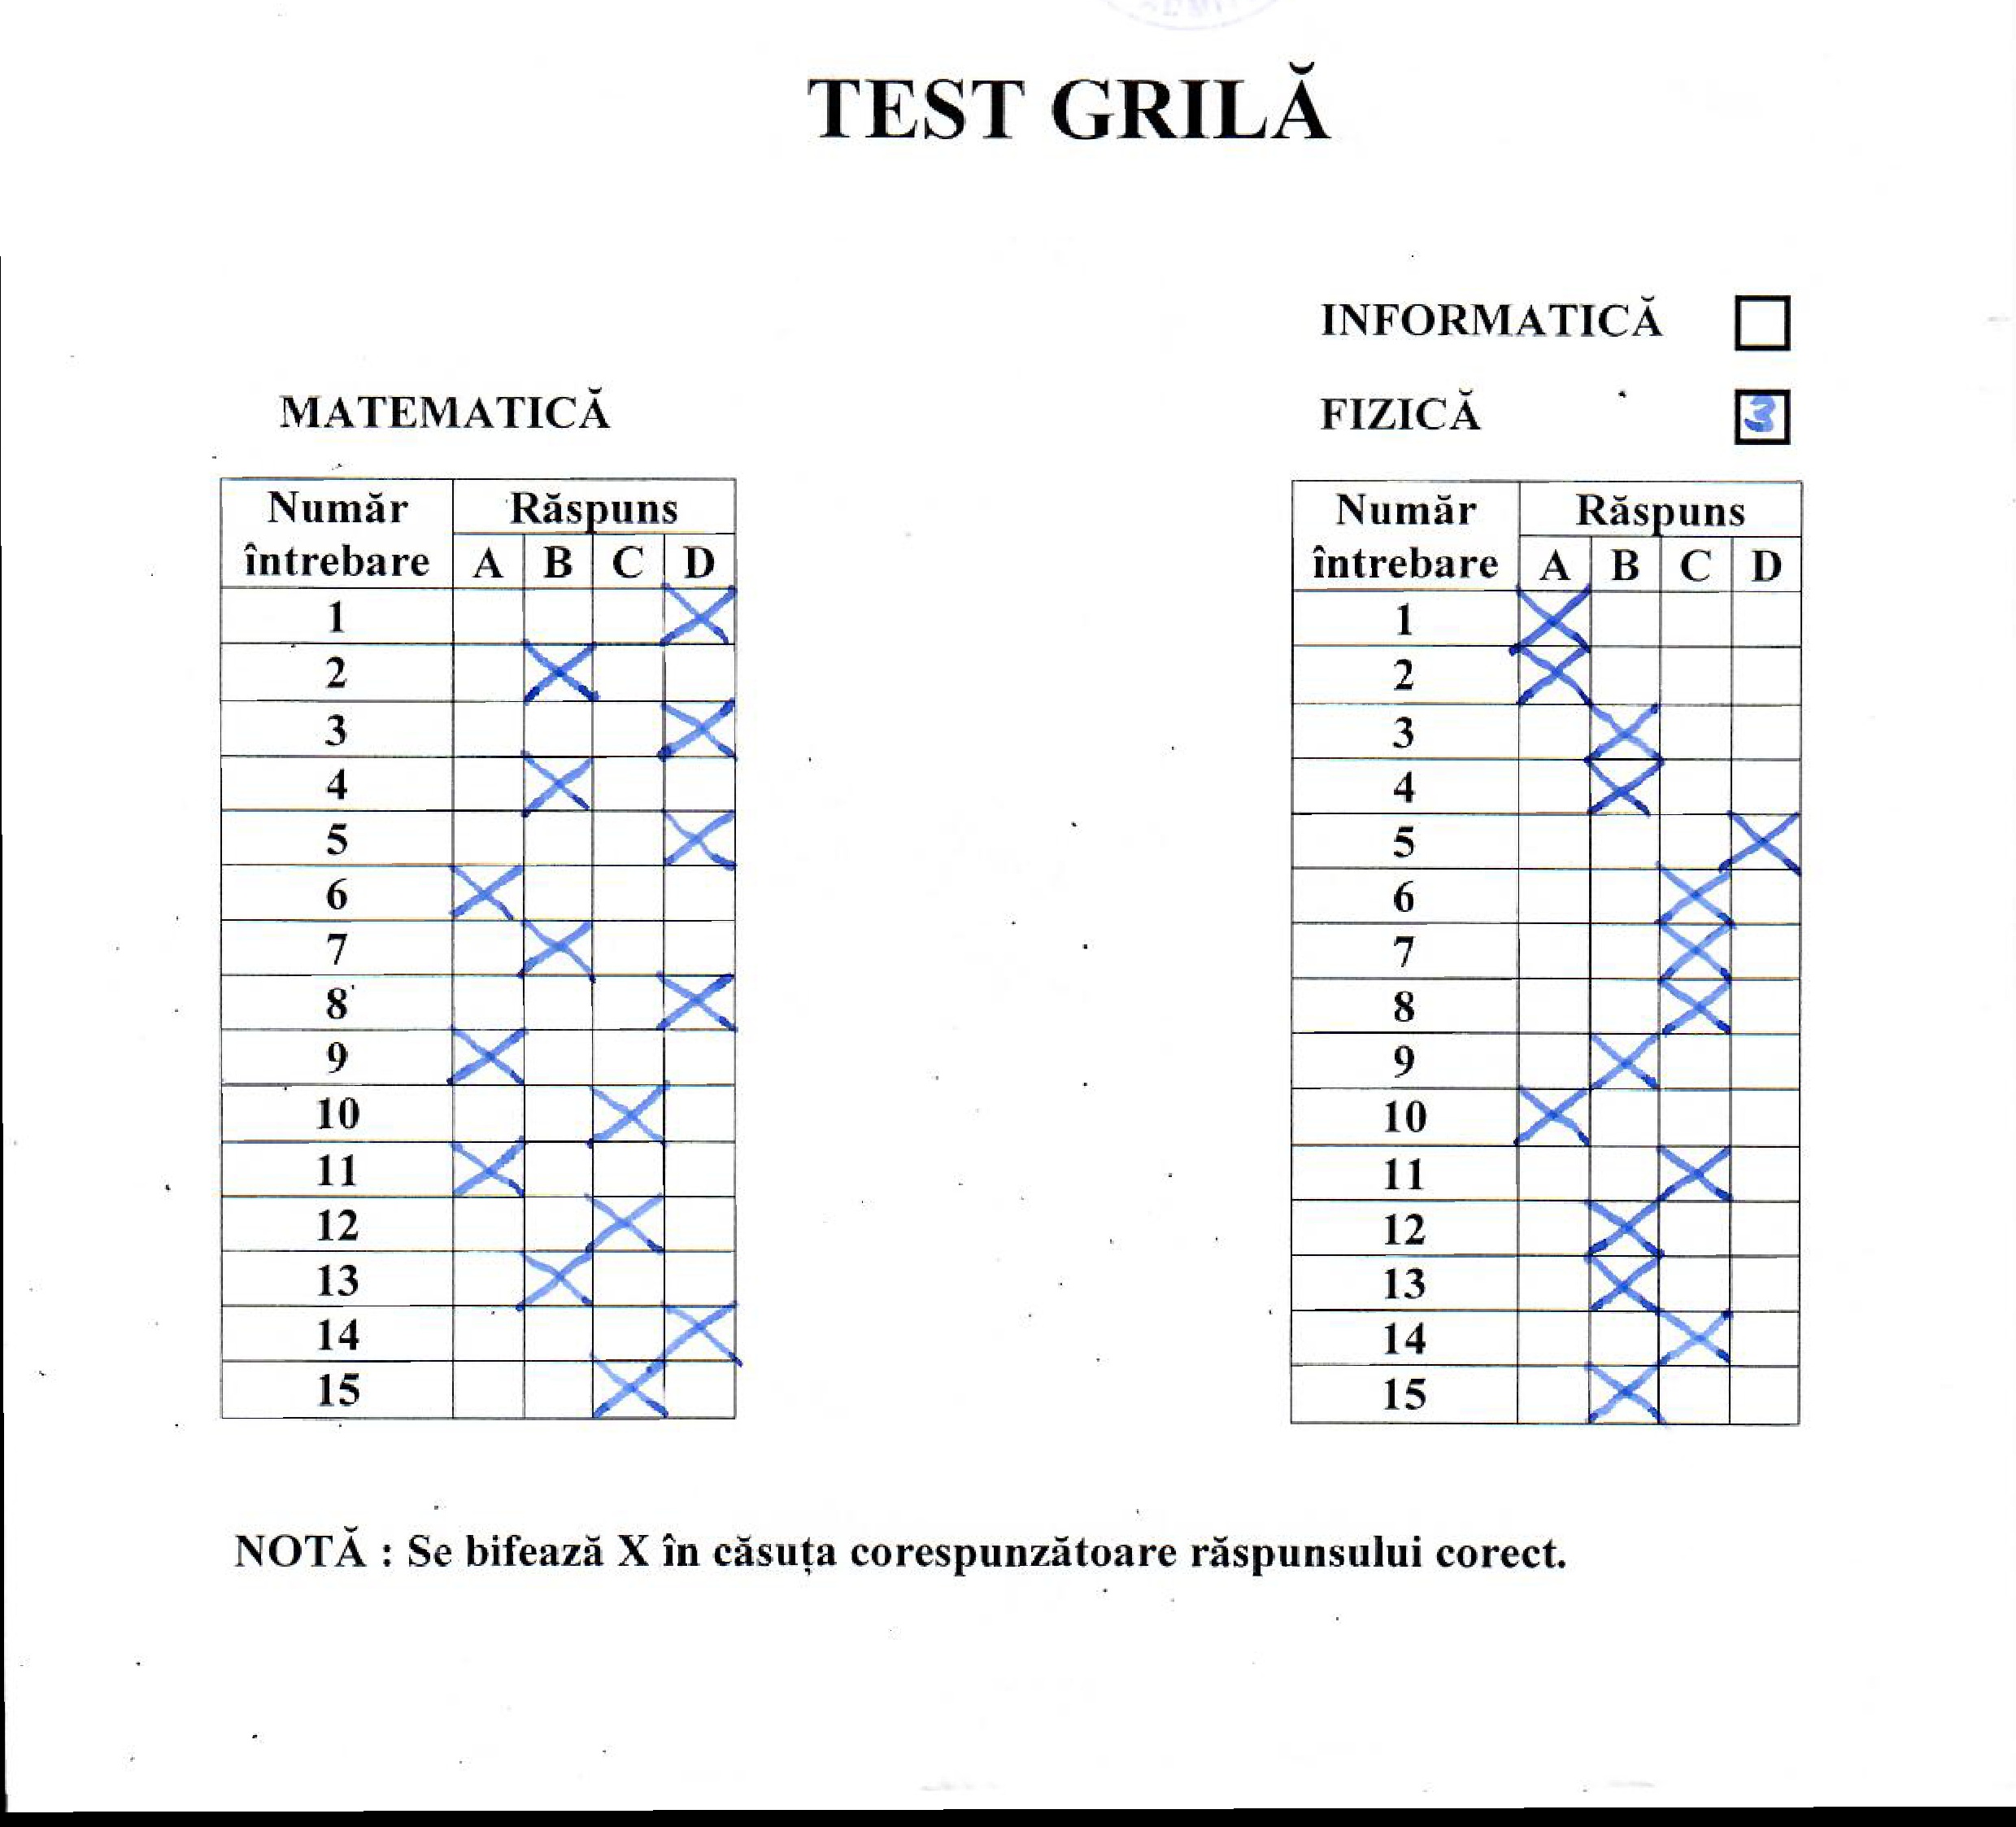 TEST GRILĂ
INFORMATICĂ
MATEMATICĂ
FIZICĂ 3
Număr întrebare Răspuns
A B C D
1 X
2 X
3 X
4 X
5 X
6 X
7 X
8 X
9 X
10 X
11 X
12 X
13 X
14 X
15 X
Număr întrebare Răspuns
A B C D
1 X
2 X
3 X
4 X
5 X
6 X
7 X
8 X
9 X
10 X
11 X
12 X
13 X
14 X
15 X
NOTĂ : Se bifează X în căsuța corespunzătoare răspunsului corect.